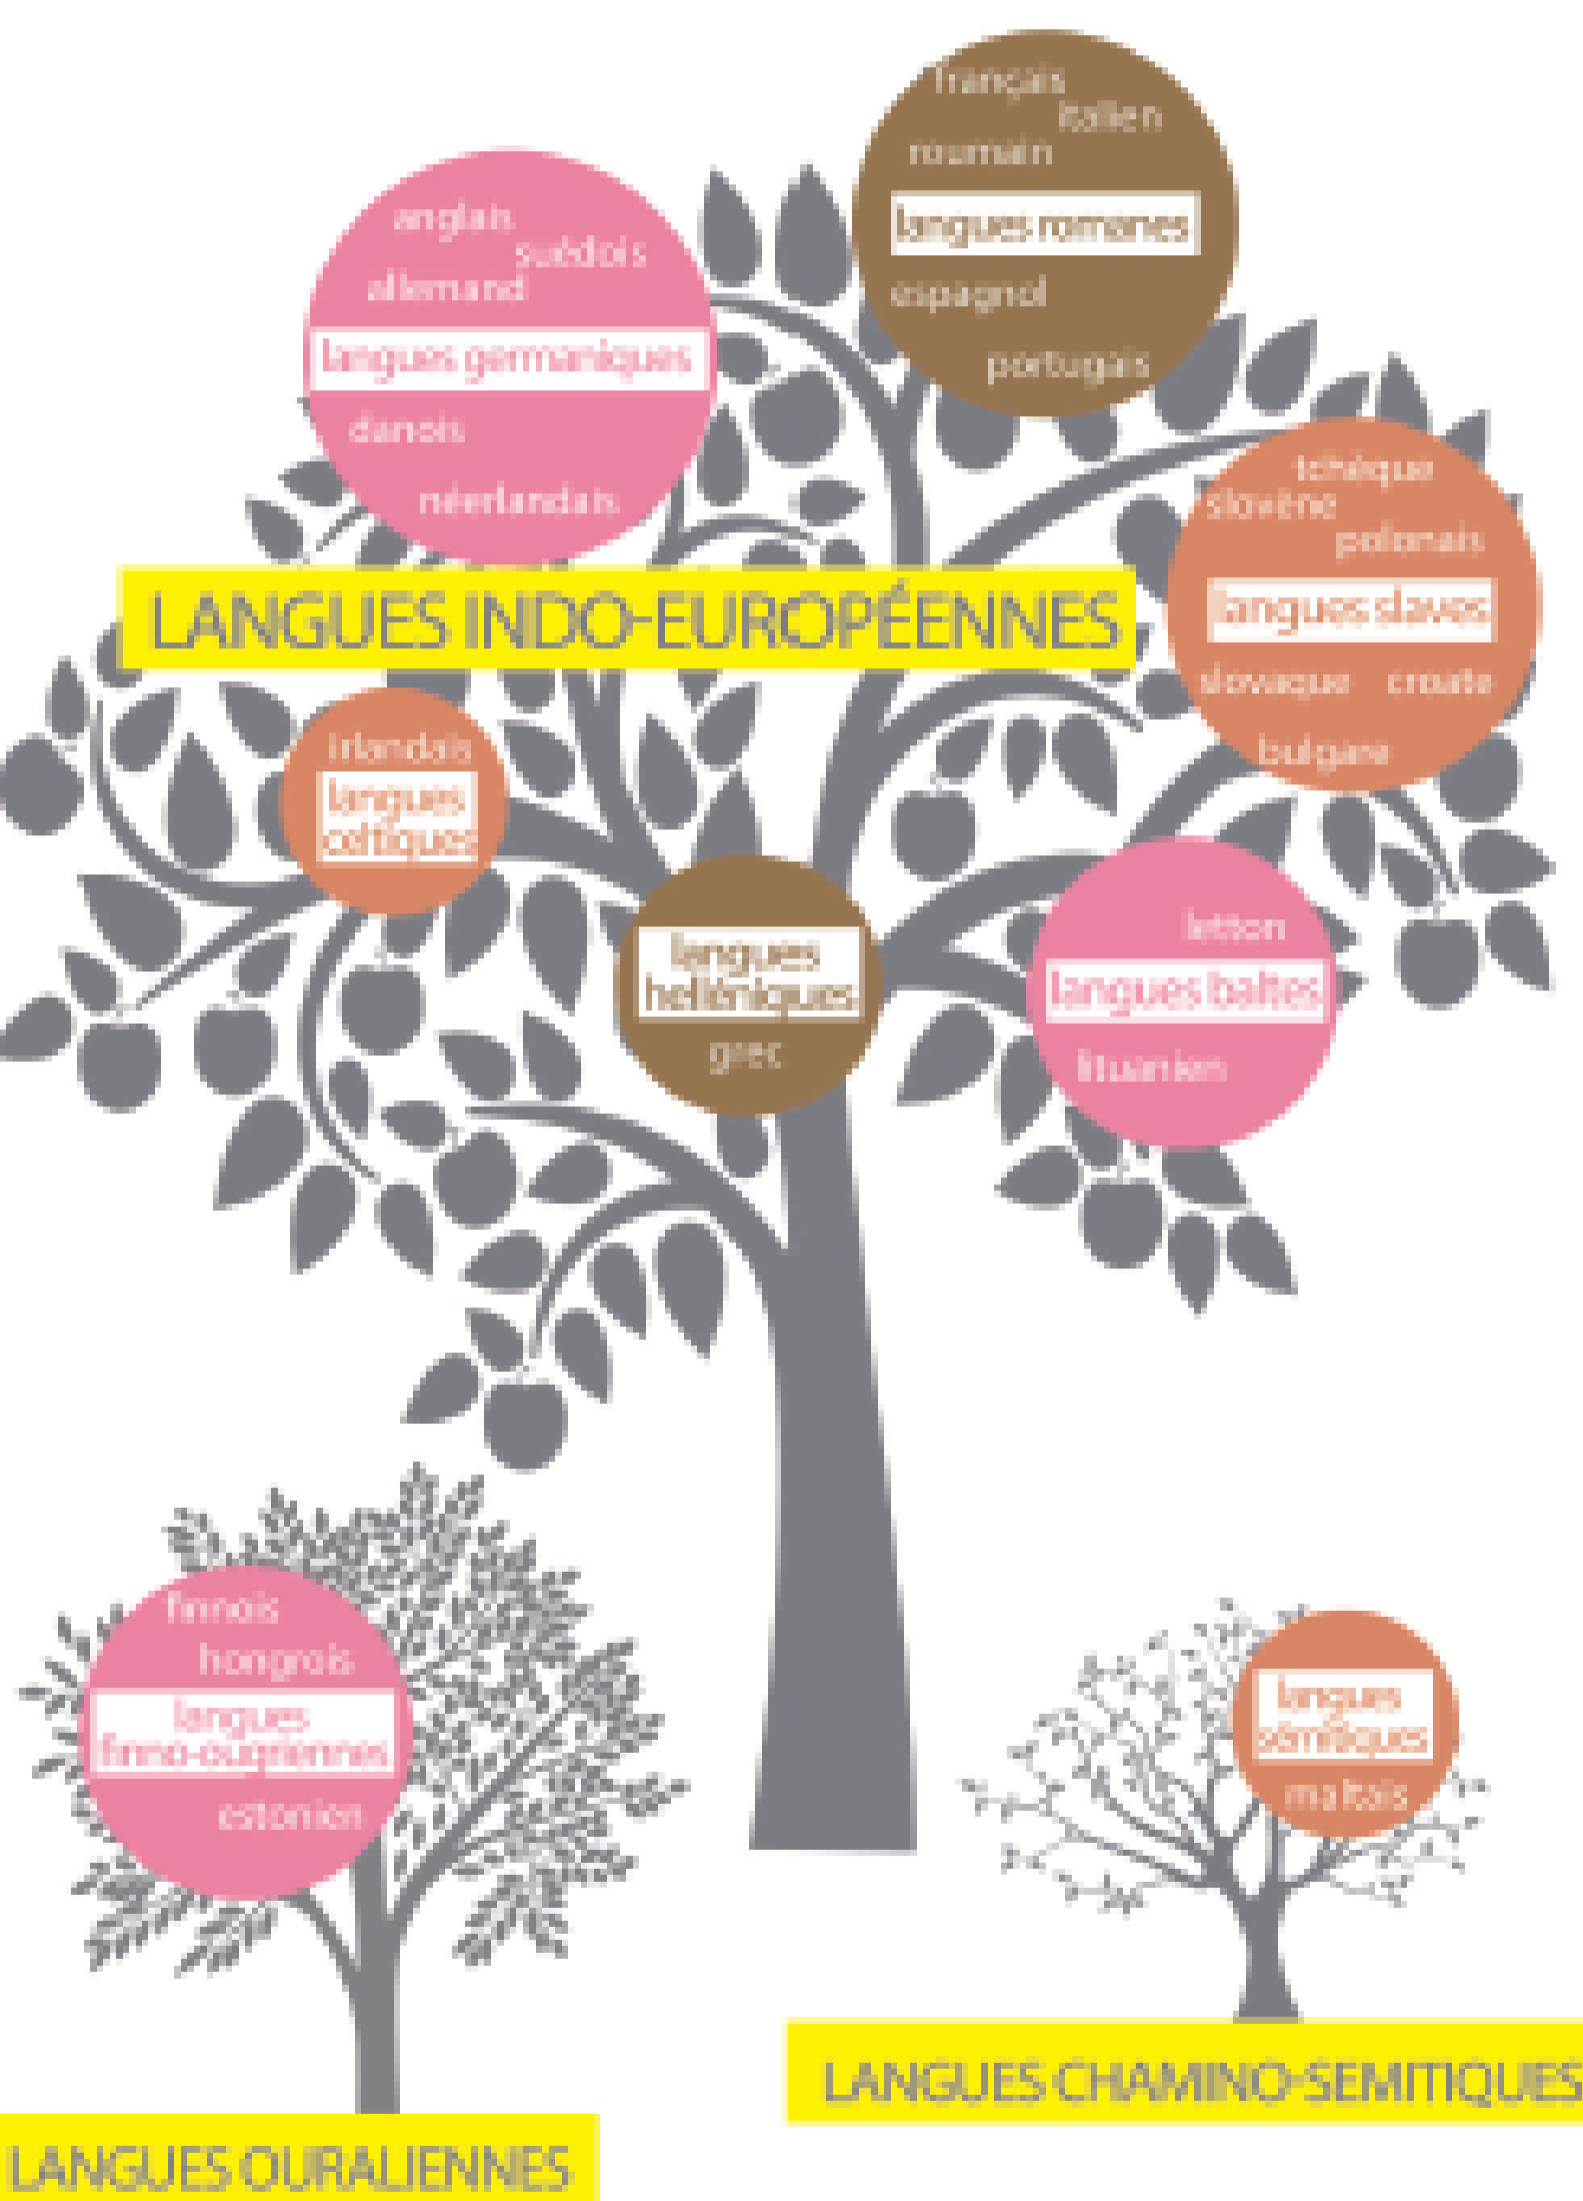 français
italien
roumain
langues romanes
espagnol
portugais
anglais
suédois
allemand
langues germaniques
danois
néerlandais
tchèque
slovène
polonais
langues slaves
slovaque croate
bulgare
LANGUES INDO-EUROPÉENNES
irlandais
langues
celtiques
langues
helléniques
grec
letton
langues baltes
lituanien
finnois
hongrois
langues
finno-ougriennes
estonien
LANGUES OURALIENNES
langues
sémitiques
maltais
LANGUES CHAMINO-SEMITIQUES